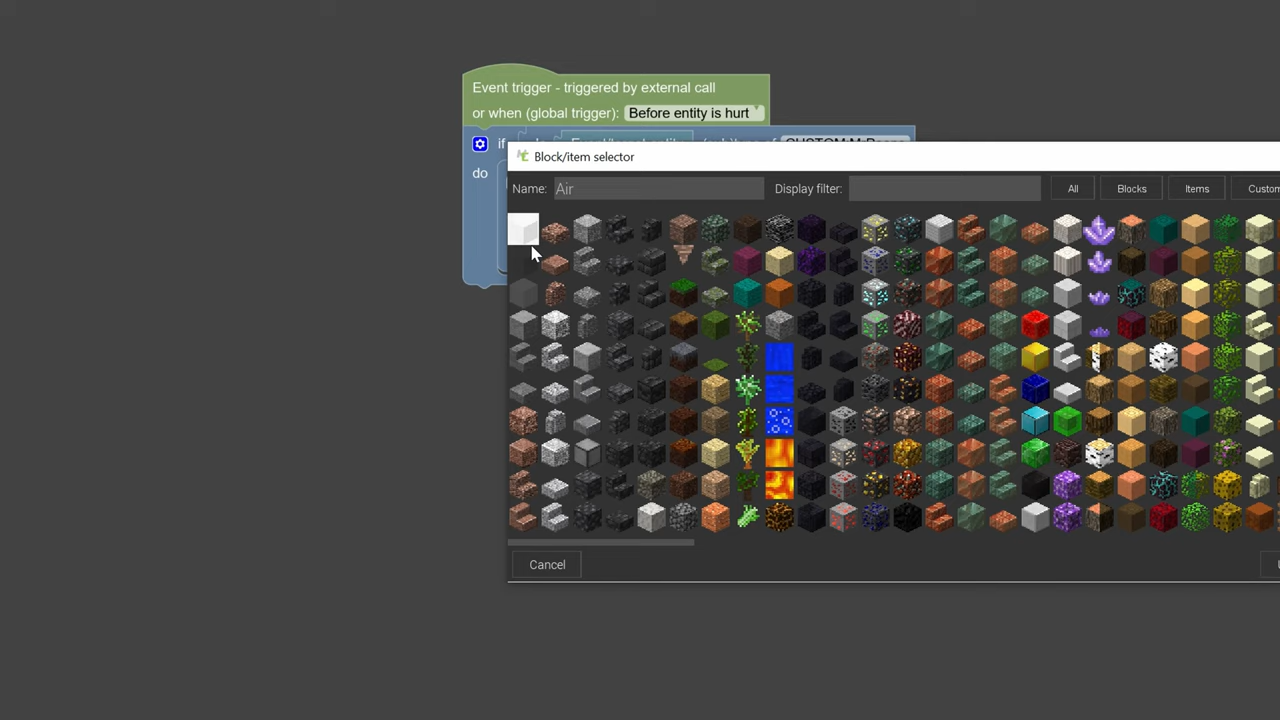 Event trigger - triggered by external call
or when (global trigger): Before entity is hurt
if
do
Block/item selector
Name: Air
Display filter:
All
Blocks
Items
Cancel